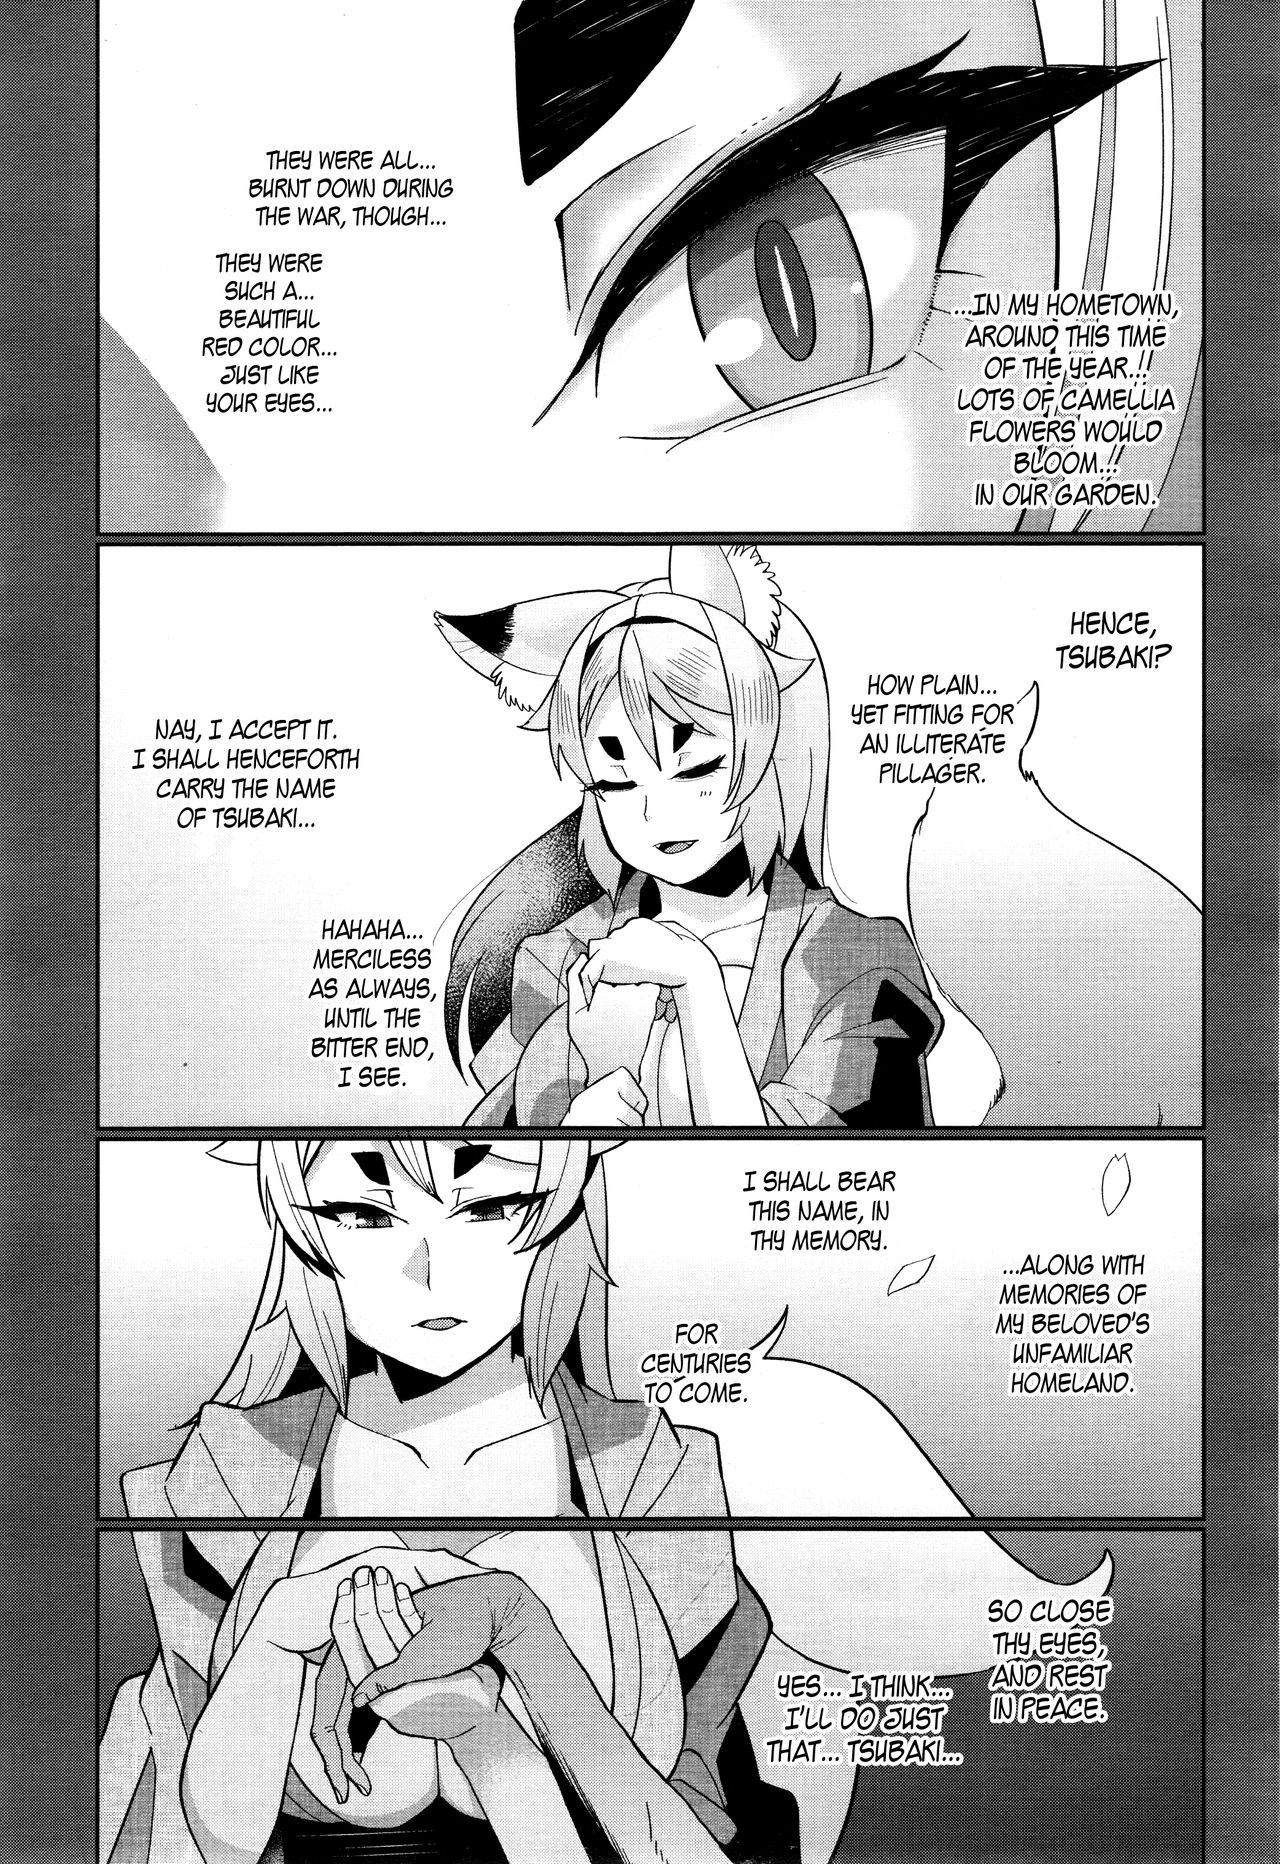 ...IN MY HOMETOWN,
AROUND THIS TIME
OF THE YEAR...
LOTS OF CAMELLIA
FLOWERS WOULD
BLOOM...
IN OUR GARDEN.
THEY WERE ALL...
BURNT DOWN DURING
THE WAR, THOUGH...
THEY WERE
SUCH A...
BEAUTIFUL
RED COLOR...
JUST LIKE
YOUR EYES...
HENCE,
TSUBAKI?
HOW PLAIN...
YET FITTING FOR
AN ILLITERATE
PILLAGER.
NAY, I ACCEPT IT.
I SHALL HENCEFORTH
CARRY THE NAME
OF TSUBAKI...
HAHAHA...
MERCILESS
AS ALWAYS,
UNTIL THE
BITTER END,
I SEE.
I SHALL BEAR
THIS NAME, IN
THY MEMORY.
...ALONG WITH
MEMORIES OF
MY BELOVED'S
UNFAMILIAR
HOMELAND.
FOR
CENTURIES
TO COME.
SO CLOSE
THY EYES,
AND REST
IN PEACE.
YES... I THINK...
I'LL DO JUST
THAT... TSUBAKI...